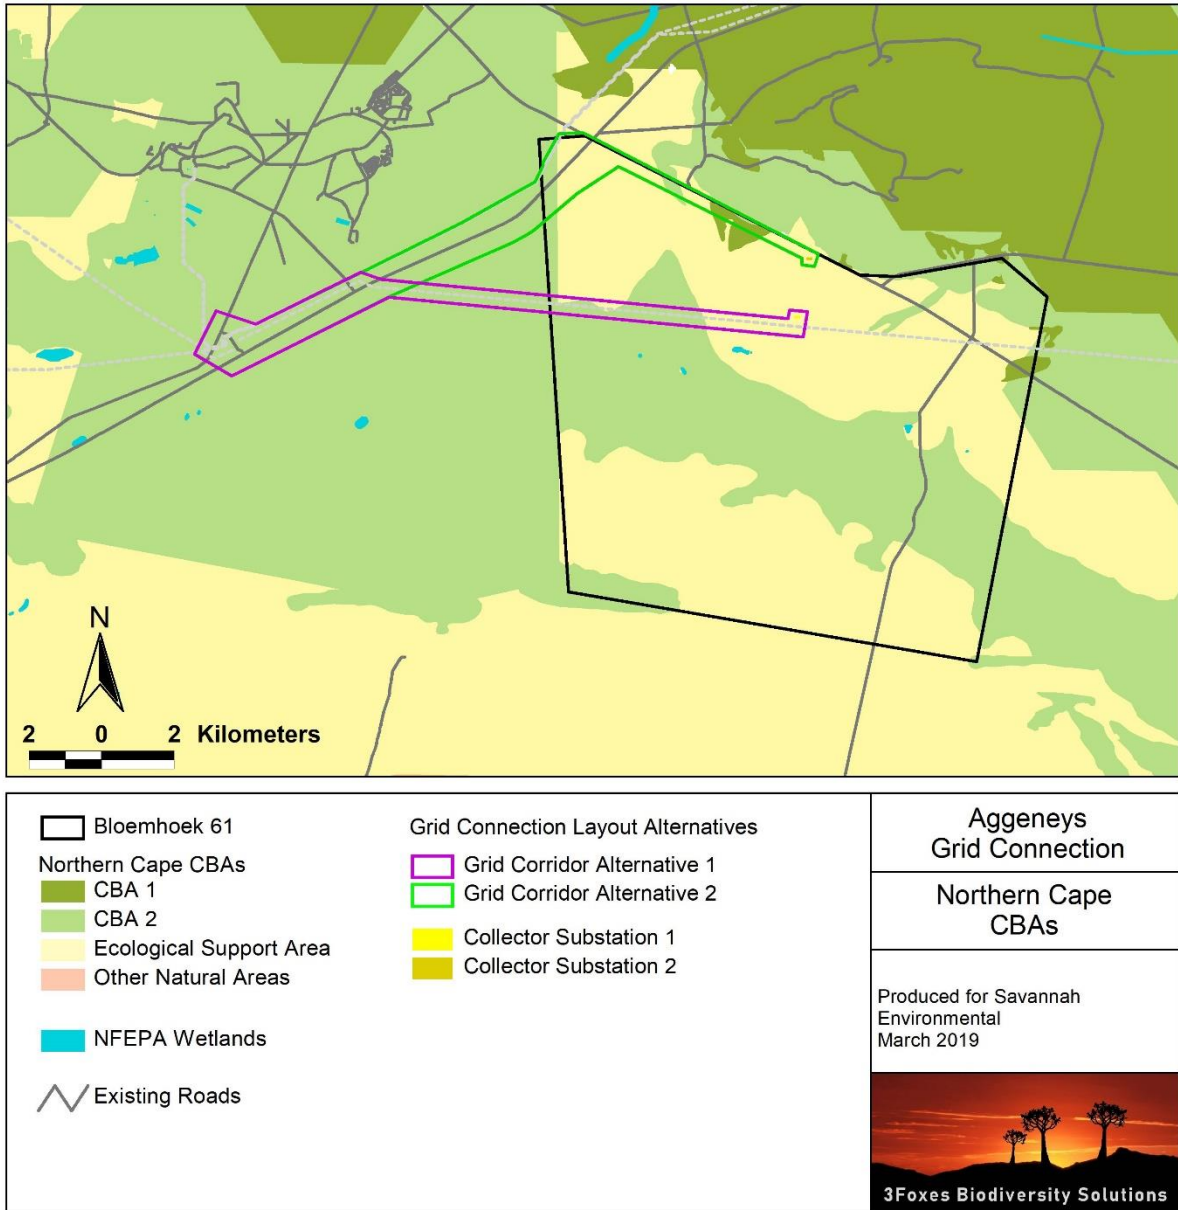 N
2 0 2 Kilometers
Bloemhoek 61
Northern Cape CBAs
CBA 1
CBA 2
Ecological Support Area
Other Natural Areas
NFEPA Wetlands
Existing Roads
Grid Connection Layout Alternatives
Grid Corridor Alternative 1
Grid Corridor Alternative 2
Collector Substation 1
Collector Substation 2
Aggeneys
Grid Connection
Northern Cape
CBAs
Produced for Savannah
Environmental
March 2019
3Foxes Biodiversity Solutions